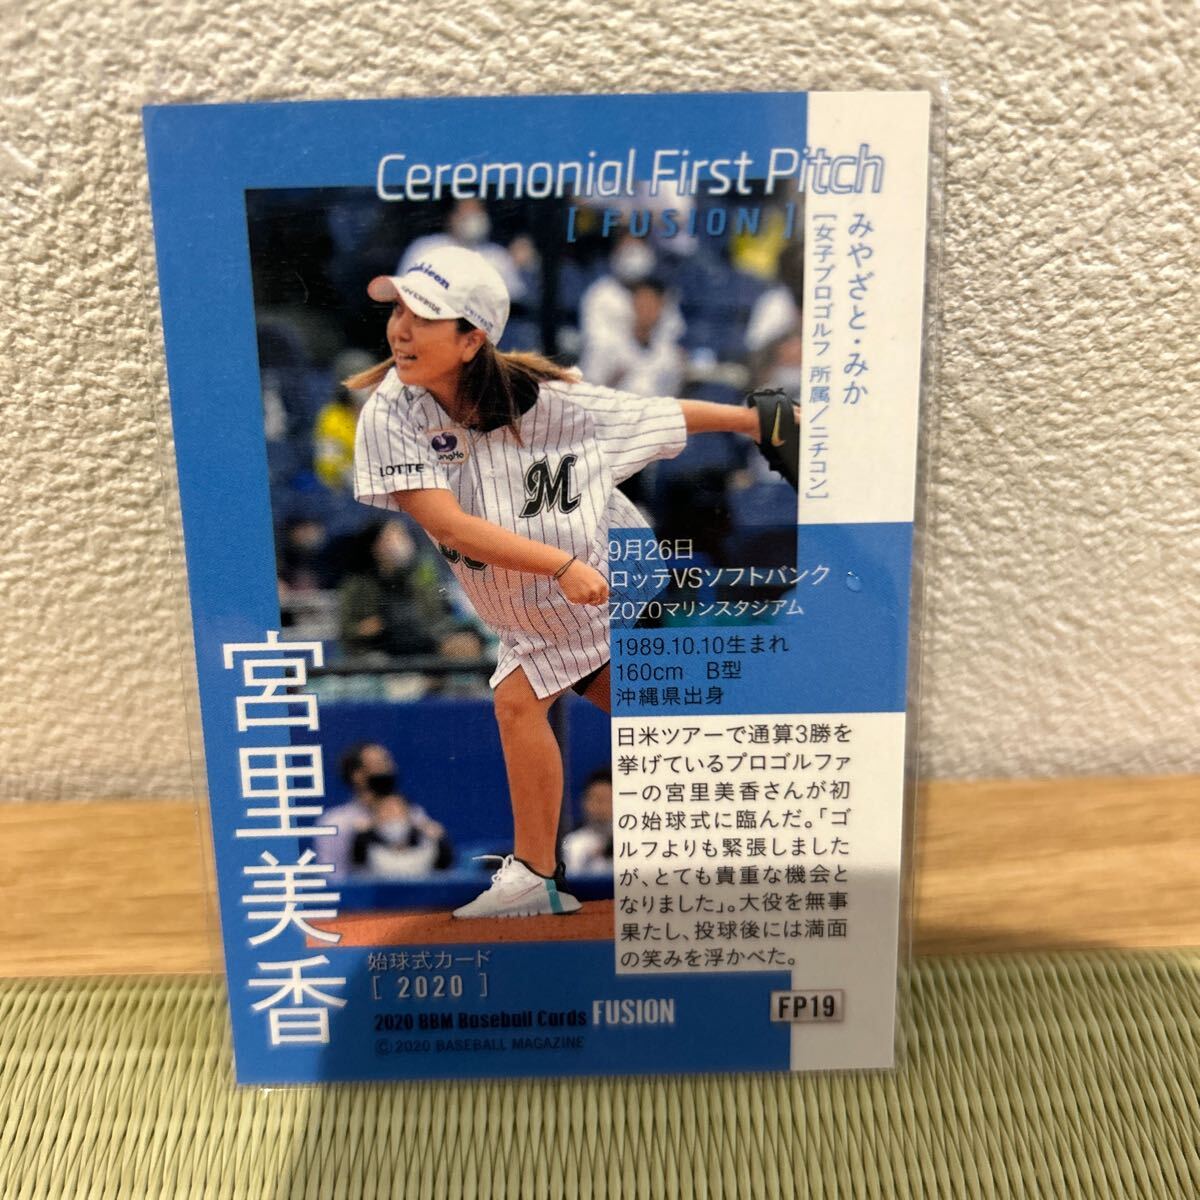 Ceremonial First Pitch
[ FUSION ]
みやざと・みか
[女子プロゴルフ 所属/ニチコン]
nichicon
UNITED
LOTTE
GungHo
M
9月26日
ロッテVSソフトバンク
ZOZOマリンスタジアム
1989.10.10生まれ
160cm B型
沖縄県出身
日米ツアーで通算3勝を
挙げているプロゴルファ
ーの宮里美香さんが初
の始球式に臨んだ。「ゴ
ルフよりも緊張しました
が、とても貴重な機会と
なりました」。大役を無事
果たし、投球後には満面
の笑みを浮かべた。
宮里美香
始球式カード
[ 2020 ]
2020 BBM Baseball Cards FUSION
©2020 BASEBALL MAGAZINE
FP19